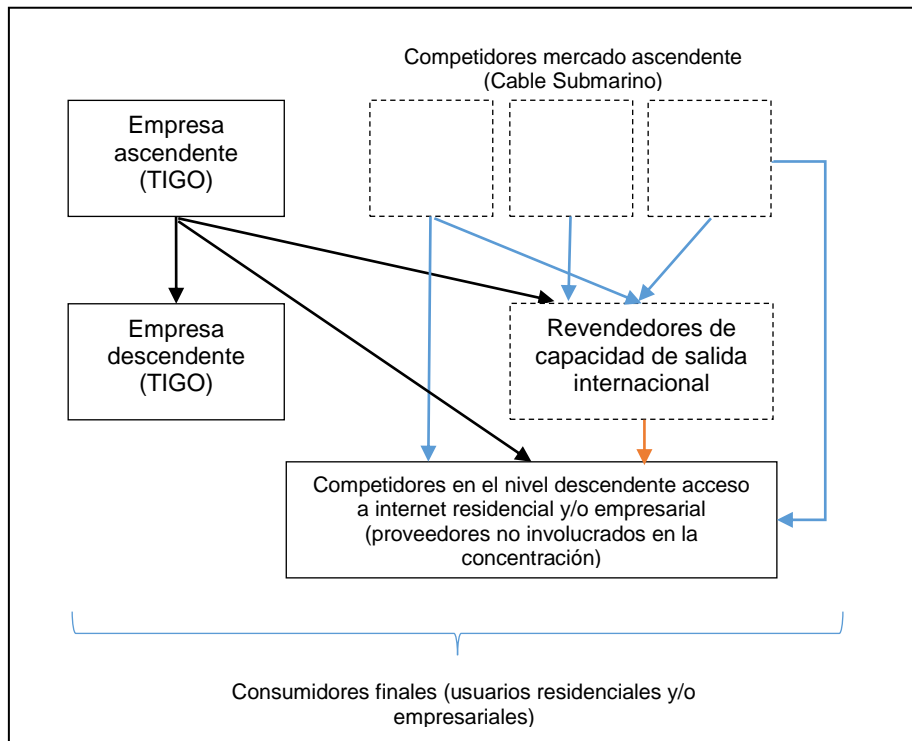 Competidores mercado ascendente
(Cable Submarino)
Empresa
ascendente
(TIGO)
Empresa
descendente
(TIGO)
Revendedores de
capacidad de salida
internacional
Competidores en el nivel descendente acceso
a internet residencial y/o empresarial
(proveedores no involucrados en la
concentración)
Consumidores finales (usuarios residenciales y/o
empresariales)